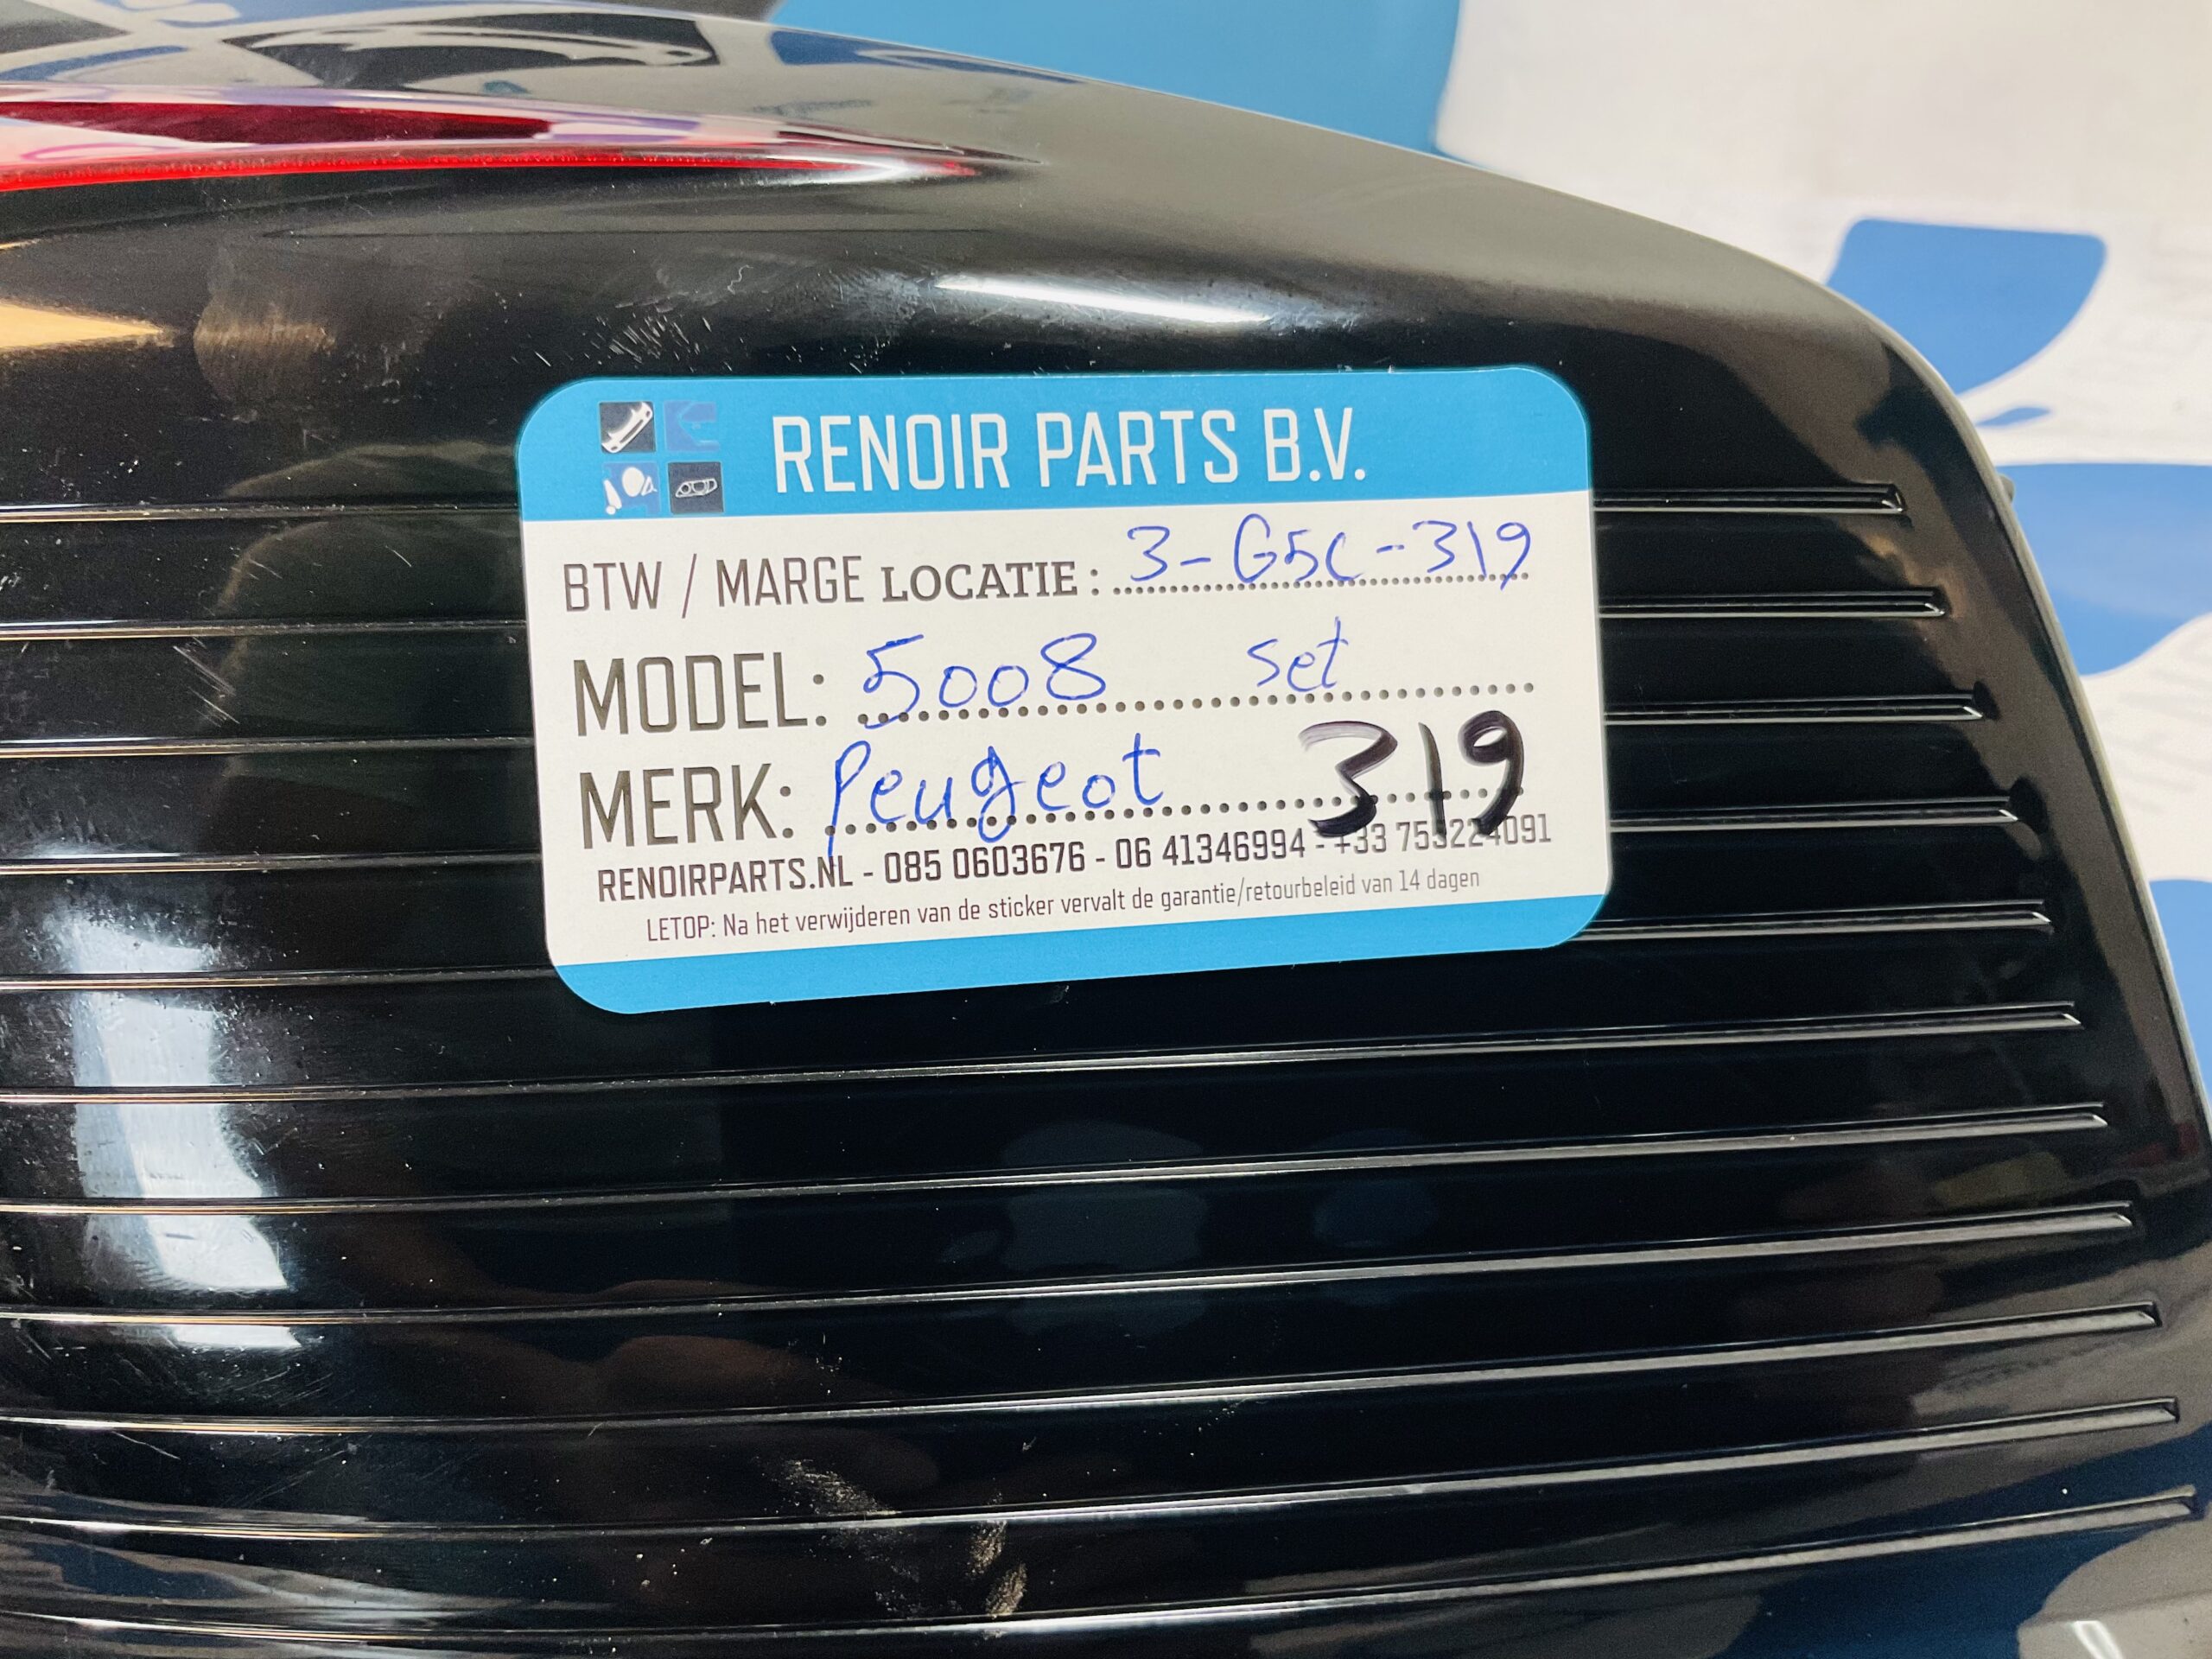 RENOIR PARTS B.V.
BTW / MARGE LOCATIE : 3-G5C-319
MODEL: 5008 set
MERK: Peugeot 319
RENOIRPARTS.NL - 085 0603676 - 06 41346994 - +33 753224091
LETOP: Na het verwijderen van de sticker vervalt de garantie/retourbeleid van 14 dagen